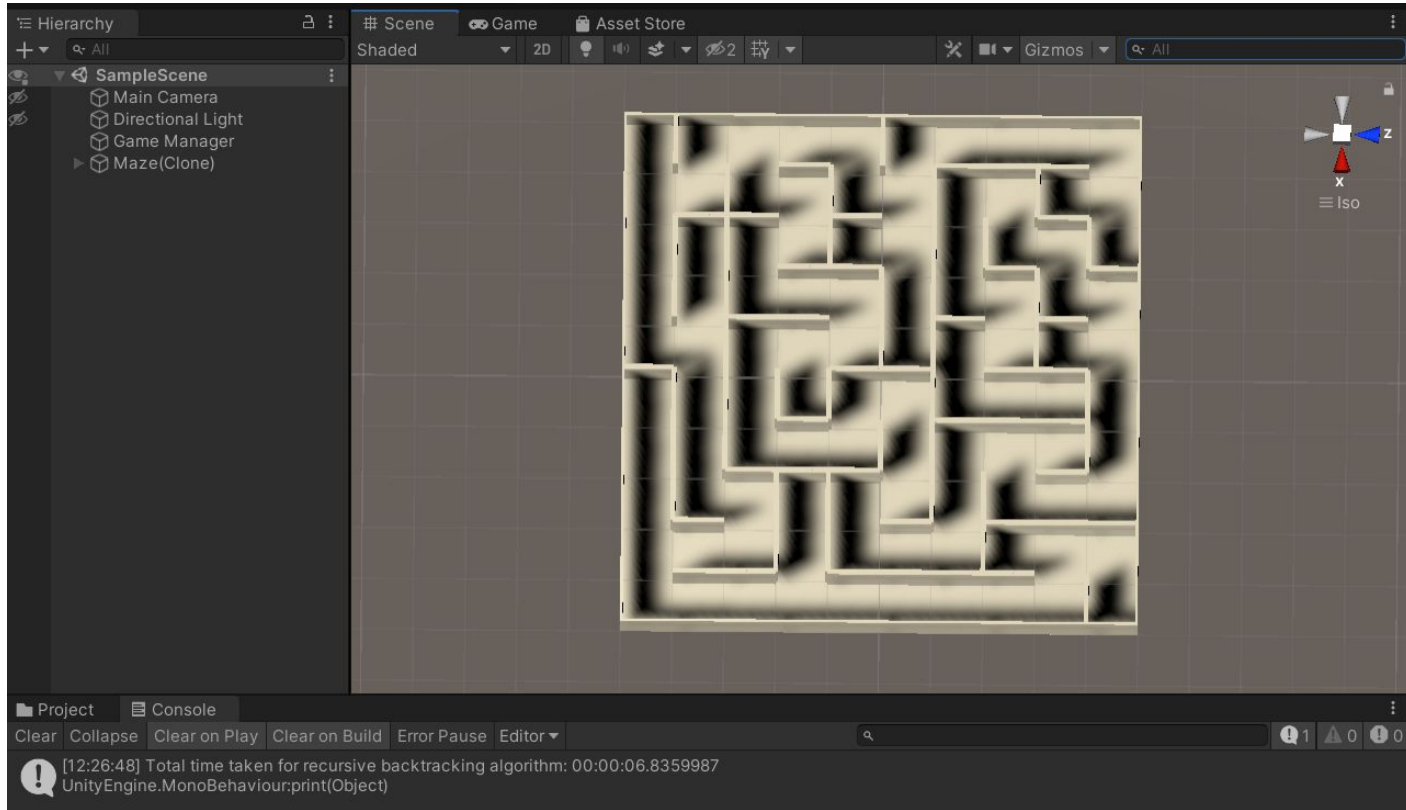 Hierarchy
All
SampleScene
Main Camera
Directional Light
Game Manager
Maze(Clone)
Scene Game Asset Store
Shaded 2D 2 Gizmos All
z
x
Iso
Project Console
Clear Collapse Clear on Play Clear on Build Error Pause Editor 1 0 0
[12:26:48] Total time taken for recursive backtracking algorithm: 00:00:06.8359987
UnityEngine.MonoBehaviour:print(Object)